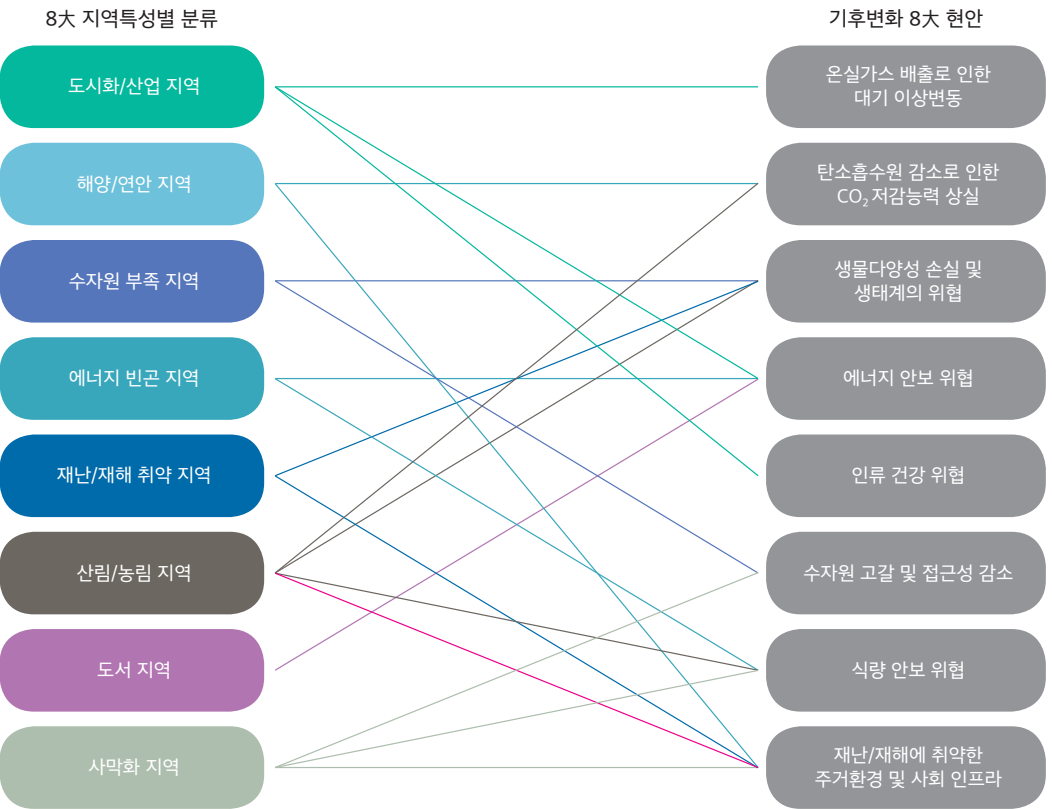 8大 지역특성별 분류
기후변화 8大 현안
도시화/산업 지역
해양/연안 지역
수자원 부족 지역
에너지 빈곤 지역
재난/재해 취약 지역
산림/농림 지역
도서 지역
사막화 지역
온실가스 배출로 인한
대기 이상변동
탄소흡수원 감소로 인한
CO₂ 저감능력 상실
생물다양성 손실 및
생태계의 위협
에너지 안보 위협
인류 건강 위협
수자원 고갈 및 접근성 감소
식량 안보 위협
재난/재해에 취약한
주거환경 및 사회 인프라